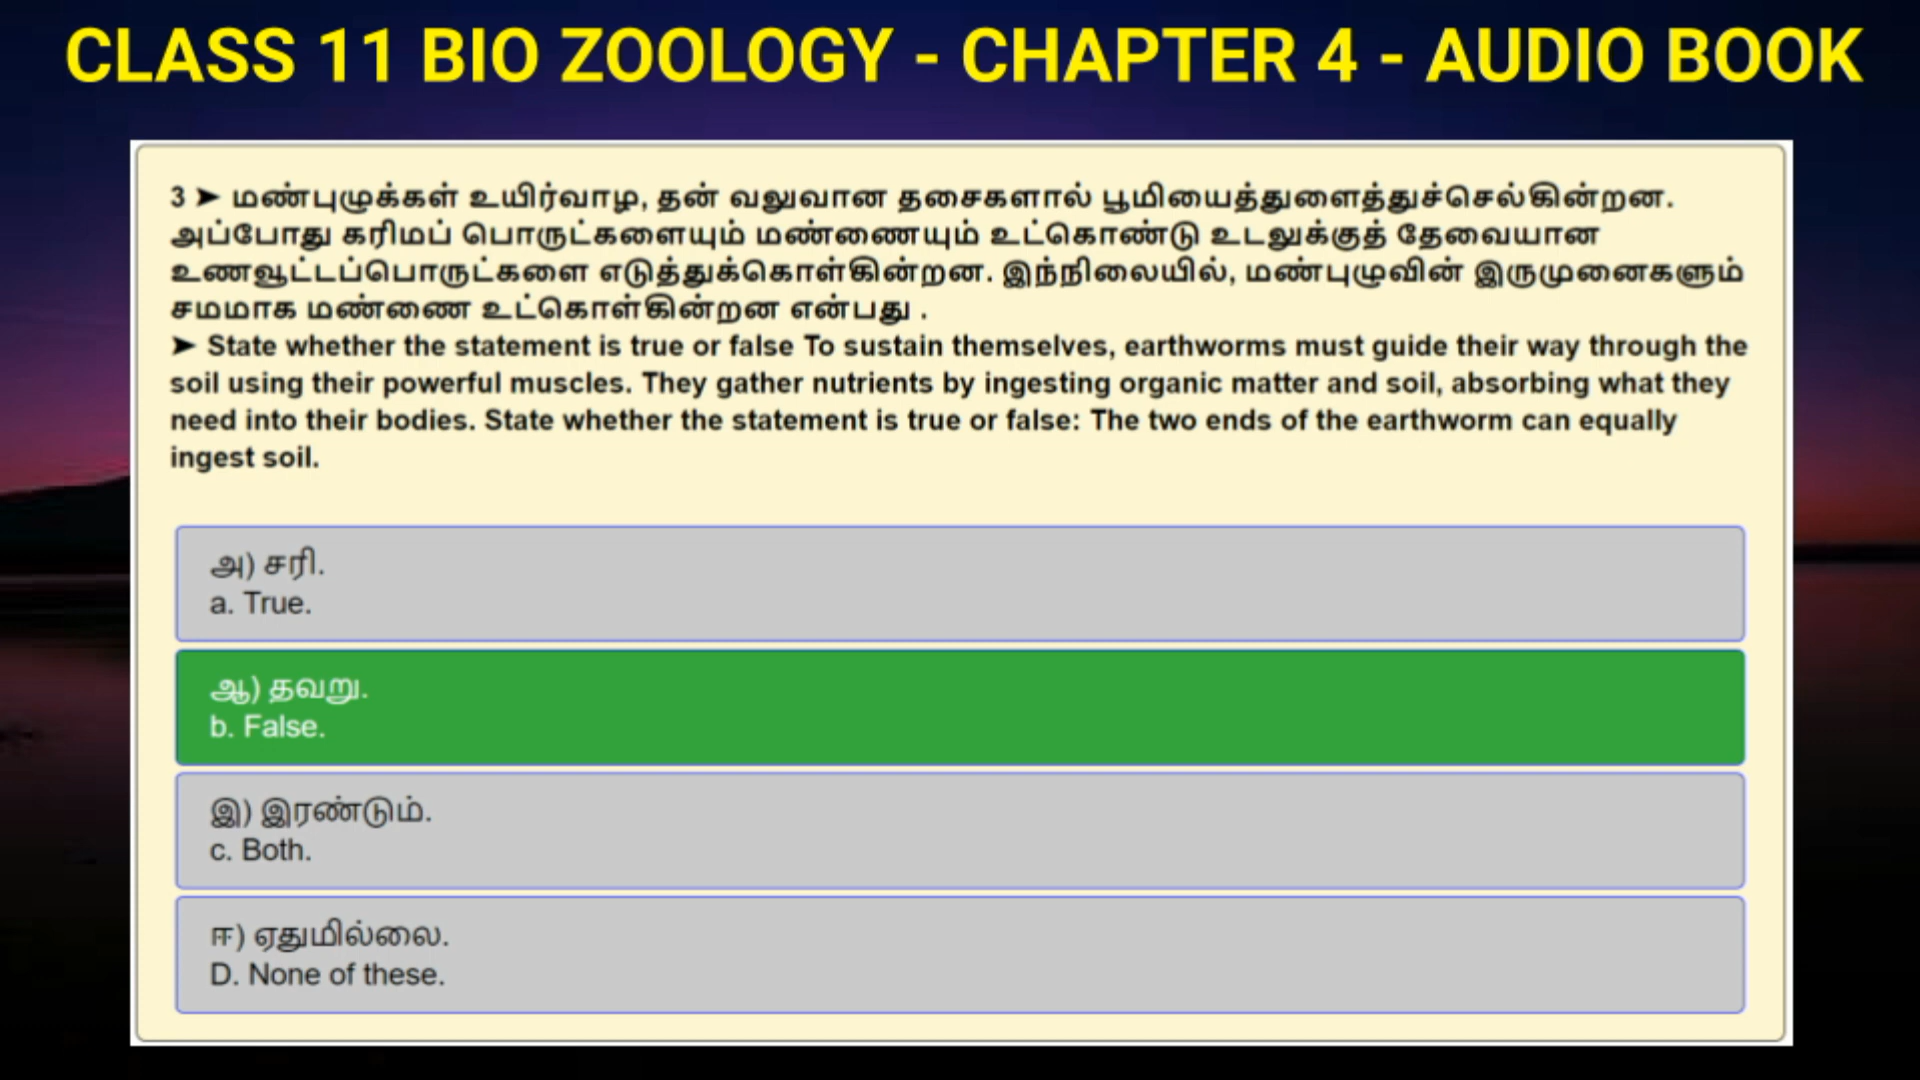 CLASS 11 BIO ZOOLOGY - CHAPTER 4 - AUDIO BOOK
3 ➤ மண்புழுக்கள் உயிர்வாழ, தன் வலுவான தசைகளால் பூமியைத்துளைத்துச்செல்கின்றன.
அப்போது கரிமப் பொருட்களையும் மண்ணையும் உட்கொண்டு உடலுக்குத் தேவையான
உணவூட்டப்பொருட்களை எடுத்துக்கொள்கின்றன. இந்நிலையில், மண்புழுவின் இருமுனைகளும்
சமமாக மண்ணை உட்கொள்கின்றன என்பது .
➤ State whether the statement is true or false To sustain themselves, earthworms must guide their way through the
soil using their powerful muscles. They gather nutrients by ingesting organic matter and soil, absorbing what they
need into their bodies. State whether the statement is true or false: The two ends of the earthworm can equally
ingest soil.
அ) சரி.
a. True.
ஆ) தவறு.
b. False.
இ) இரண்டும்.
c. Both.
ஈ) ஏதுமில்லை.
D. None of these.